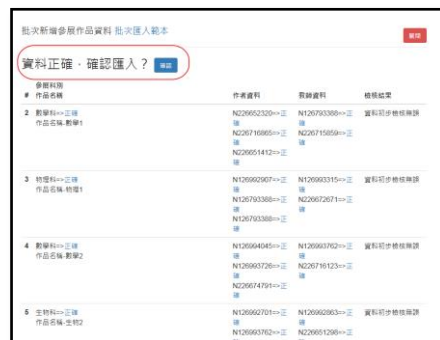 批次新增參展作品資料 批次匯入範本
關閉
資料正確，確認匯入？ 確認
參展科別
# 作品名稱 作者資料 教師資料 檢核結果
2 數學科=>正確 N226652320=>正確 N126793388=>正確 資料初步檢核無誤
作品名稱-數學1 N226716865=>正確 N226715859=>正確
N226651412=>正確
3 物理科=>正確 N126992907=>正確 N126993315=>正確 資料初步檢核無誤
作品名稱-物理1 N126793388=>正確 N226672671=>正確
N126793388=>正確
4 數學科=>正確 N126994045=>正確 N126993762=>正確 資料初步檢核無誤
作品名稱-數學2 N126993726=>正確 N226716123=>正確
N226674791=>正確
5 生物科=>正確 N126992701=>正確 N126992863=>正確 資料初步檢核無誤
作品名稱-生物2 N126993762=>正 N226651298=>正